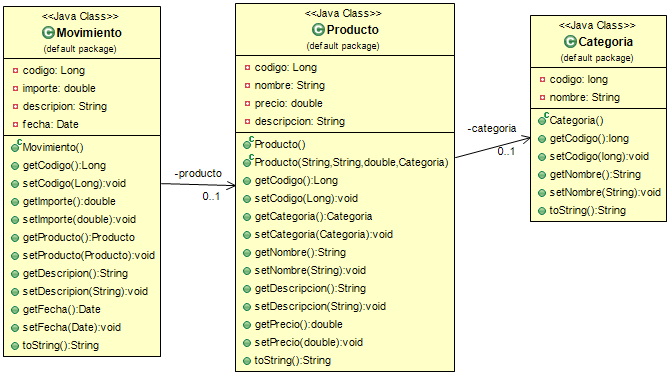 <<Java Class>>
Movimiento
(default package)
codigo: Long
importe: double
descripion: String
fecha: Date
Movimiento()
getCodigo():Long
setCodigo(Long):void
getImporte():double
setImporte(double):void
getProducto():Producto
setProducto(Producto):void
getDescripion():String
setDescripion(String):void
getFecha():Date
setFecha(Date):void
toString():String
-producto
0..1
<<Java Class>>
Producto
(default package)
codigo: Long
nombre: String
precio: double
descripcion: String
Producto()
Producto(String,String,double,Categoria)
getCodigo():Long
setCodigo(Long):void
getCategoria():Categoria
setCategoria(Categoria):void
getNombre():String
setNombre(String):void
getDescripcion():String
setDescripcion(String):void
getPrecio():double
setPrecio(double):void
toString():String
-categoria
0..1
<<Java Class>>
Categoria
(default package)
codigo: long
nombre: String
Categoria()
getCodigo():long
setCodigo(long):void
getNombre():String
setNombre(String):void
toString():String